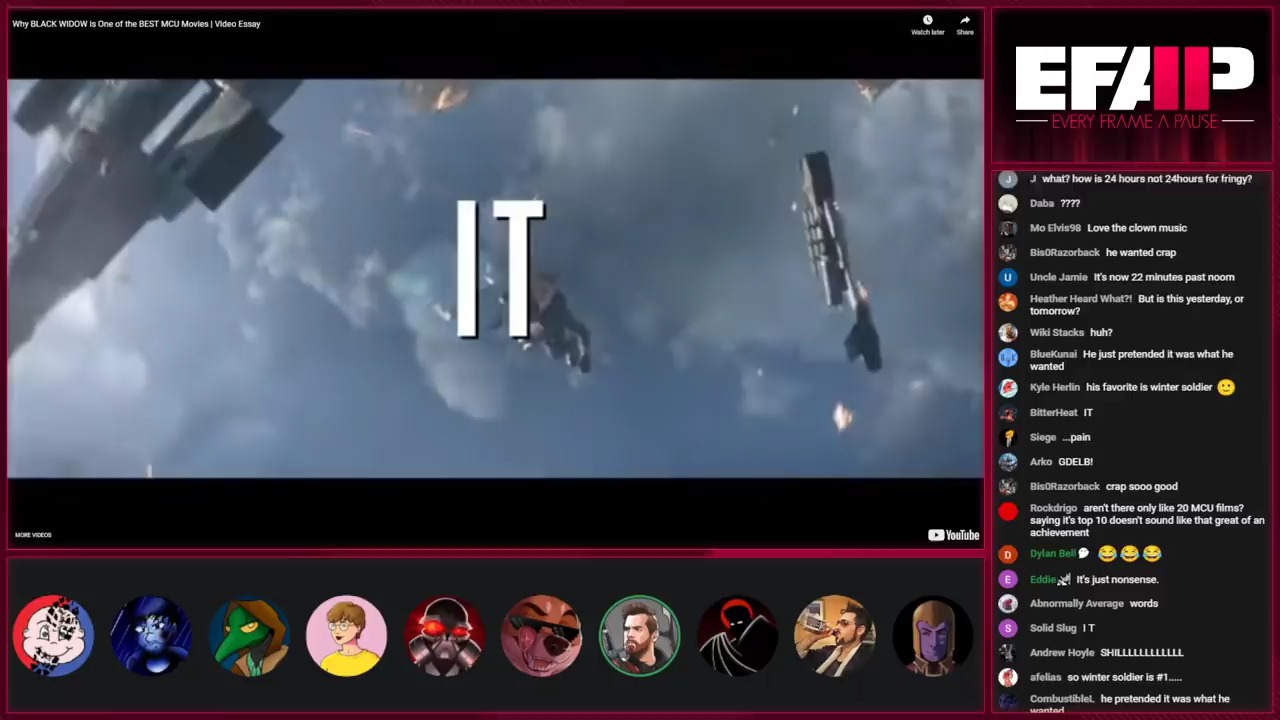 Why BLACK WIDOW is One of the BEST MCU Movies | Video Essay
Watch later
Share
IT
MORE VIDEOS
YouTube
EFAP
EVERY FRAME A PAUSE
J what? how is 24 hours not 24hours for fringy?
Daba ????
Mo Elvis98 Love the clown music
Bis0Razorback he wanted crap
U
Uncle Jamie It's now 22 minutes past noom
Heather Heard What?! But is this yesterday, or
tomorrow?
Wiki Stacks huh?
BlueKunai He just pretended it was what he
wanted
Kyle Herlin his favorite is winter soldier 🙂
BitterHeat IT
Siege ...pain
Arko GDELB!
Bis0Razorback crap sooo good
Rockdrigo aren't there only like 20 MCU films?
saying it's top 10 doesn't sound like that great of an
achievement
D
Dylan Bell 😂😂😂
E
Eddie It's just nonsense.
Abnormally Average words
S
Solid Slug I T
Andrew Hoyle SHILLLLLLLLLLL
afelias so winter soldier is #1.....
CombustibleL he pretended it was what he
wanted